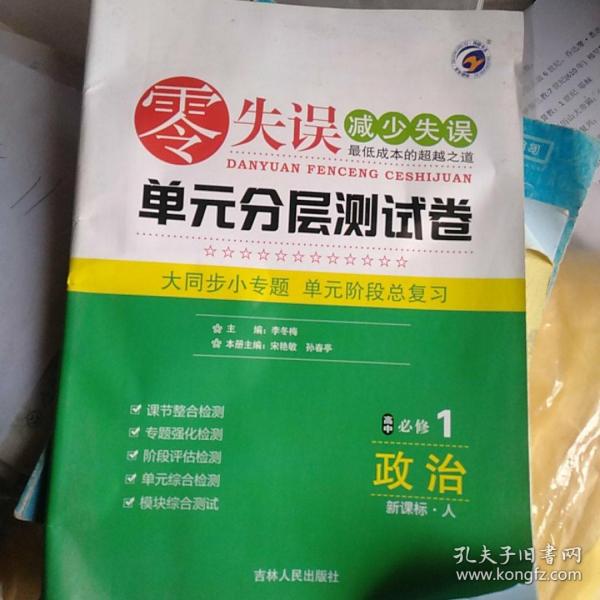 零失误
减少失误
最低成本的超越之道
DANYUAN FENCENG CESHIJUAN
单元分层测试卷
☆☆☆☆☆☆☆☆☆☆☆☆
大同步小专题 单元阶段总复习
主 编：李冬梅
本册主编：宋艳敏 孙春亭
课节整合检测
专题强化检测
阶段评估检测
单元综合检测
模块综合测试
高中 必修1
政治
新课标·人
吉林人民出版社
孔夫子旧书网
www.kongfz.com